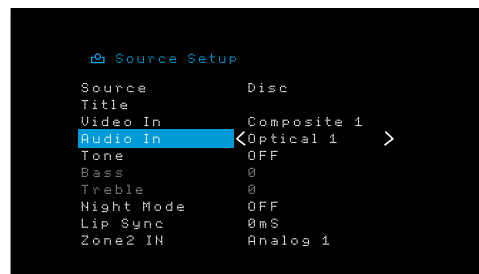 Source Setup
Source Disc
Title
Video In Composite 1
Audio In <Optical 1 >
Tone OFF
Bass 0
Treble 0
Night Mode OFF
Lip Sync 0mS
Zone2 IN Analog 1